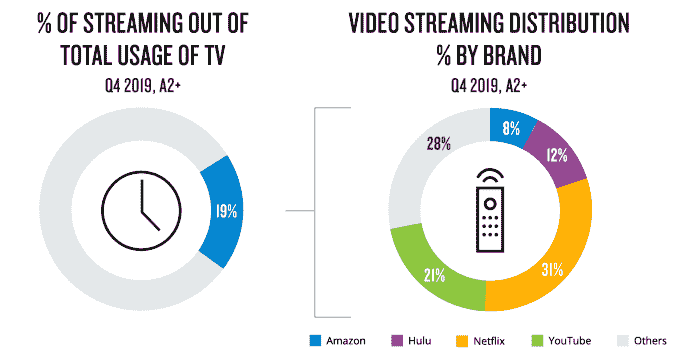 % OF STREAMING OUT OF
TOTAL USAGE OF TV
Q4 2019, A2+
19%
VIDEO STREAMING DISTRIBUTION
% BY BRAND
Q4 2019, A2+
8%
12%
31%
21%
28%
Amazon
Hulu
Netflix
YouTube
Others